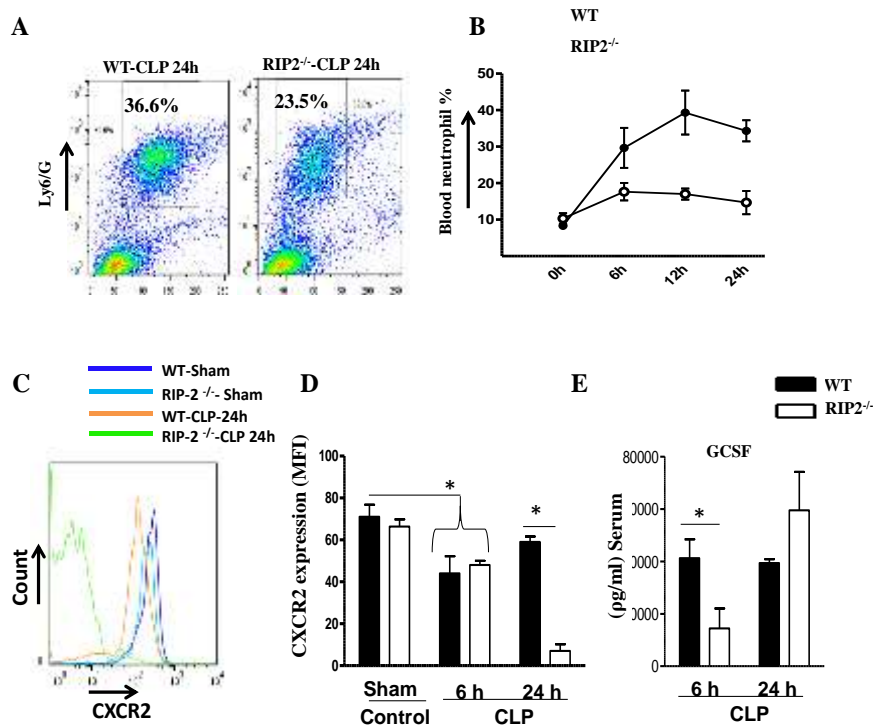 A
WT-CLP 24h
RIP2-/--CLP 24h
36.6%
23.5%
Ly6/G
B
WT
RIP2-/-
Blood neutrophil %
50
40
30
20
10
0h
6h
12h
24h
C
WT-Sham
RIP-2 -/-- Sham
WT-CLP-24h
RIP-2 -/--CLP 24h
Count
CXCR2
D
CXCR2 expression (MFI)
100
80
60
40
20
0
*
*
Sham
6 h
24 h
Control
CLP
E
WT
RIP2-/-
GCSF
(ρg/ml) Serum
80000
0000
0000
0000
0
*
6 h
24 h
CLP